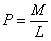 P = M/L